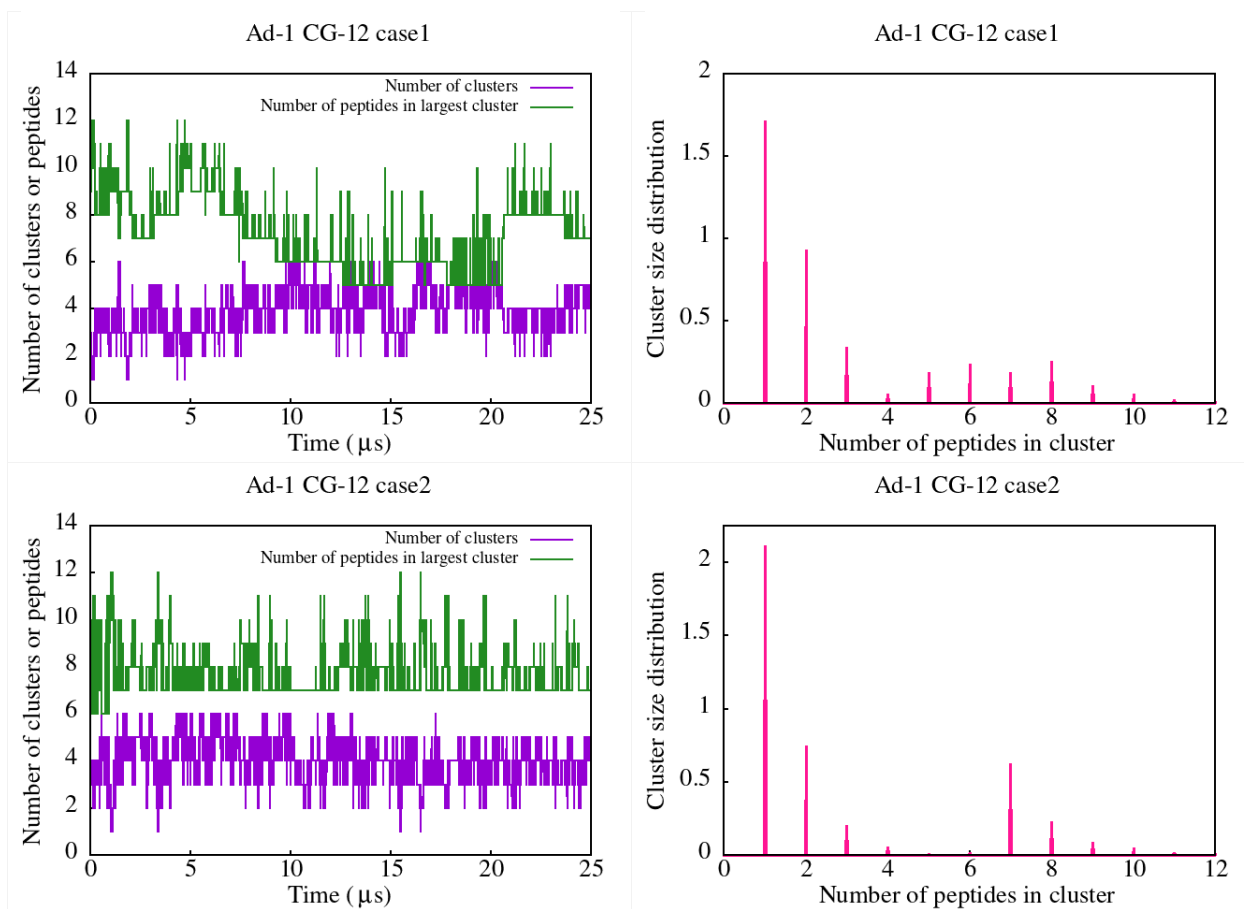 Ad-1 CG-12 case1
Number of clusters or peptides
14
12
10
8
6
4
2
0
Number of clusters
Number of peptides in largest cluster
0 5 10 15 20 25
Time (μs)
Ad-1 CG-12 case1
Cluster size distribution
2
1.5
1
0.5
0
0 2 4 6 8 10 12
Number of peptides in cluster
Ad-1 CG-12 case2
Number of clusters or peptides
14
12
10
8
6
4
2
0
Number of clusters
Number of peptides in largest cluster
0 5 10 15 20 25
Time (μs)
Ad-1 CG-12 case2
Cluster size distribution
2
1.5
1
0.5
0
0 2 4 6 8 10 12
Number of peptides in cluster